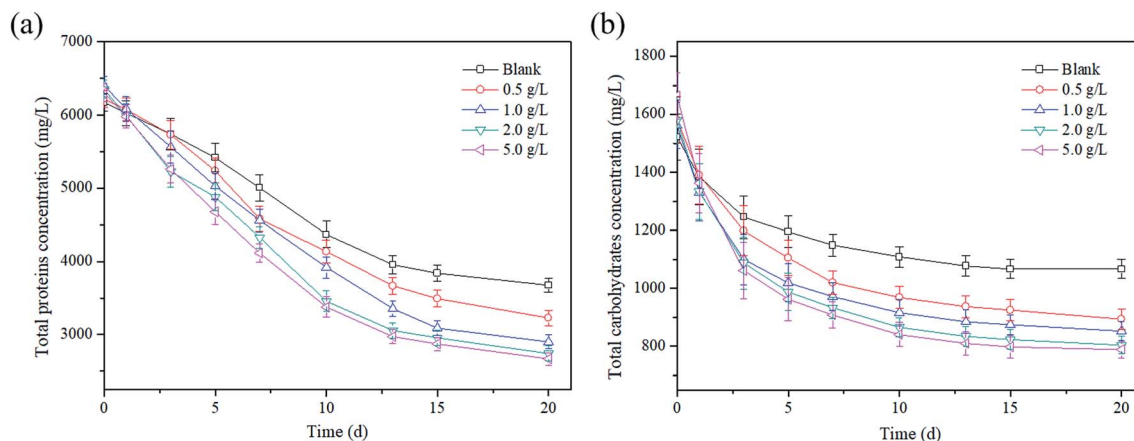 (a)
7000
6000
5000
4000
3000
Total proteins concentration (mg/L)
Blank
0.5 g/L
1.0 g/L
2.0 g/L
5.0 g/L
0
5
10
15
20
Time (d)
(b)
1800
1600
1400
1200
1000
800
Total carbohydrates concentration (mg/L)
Blank
0.5 g/L
1.0 g/L
2.0 g/L
5.0 g/L
0
5
10
15
20
Time (d)